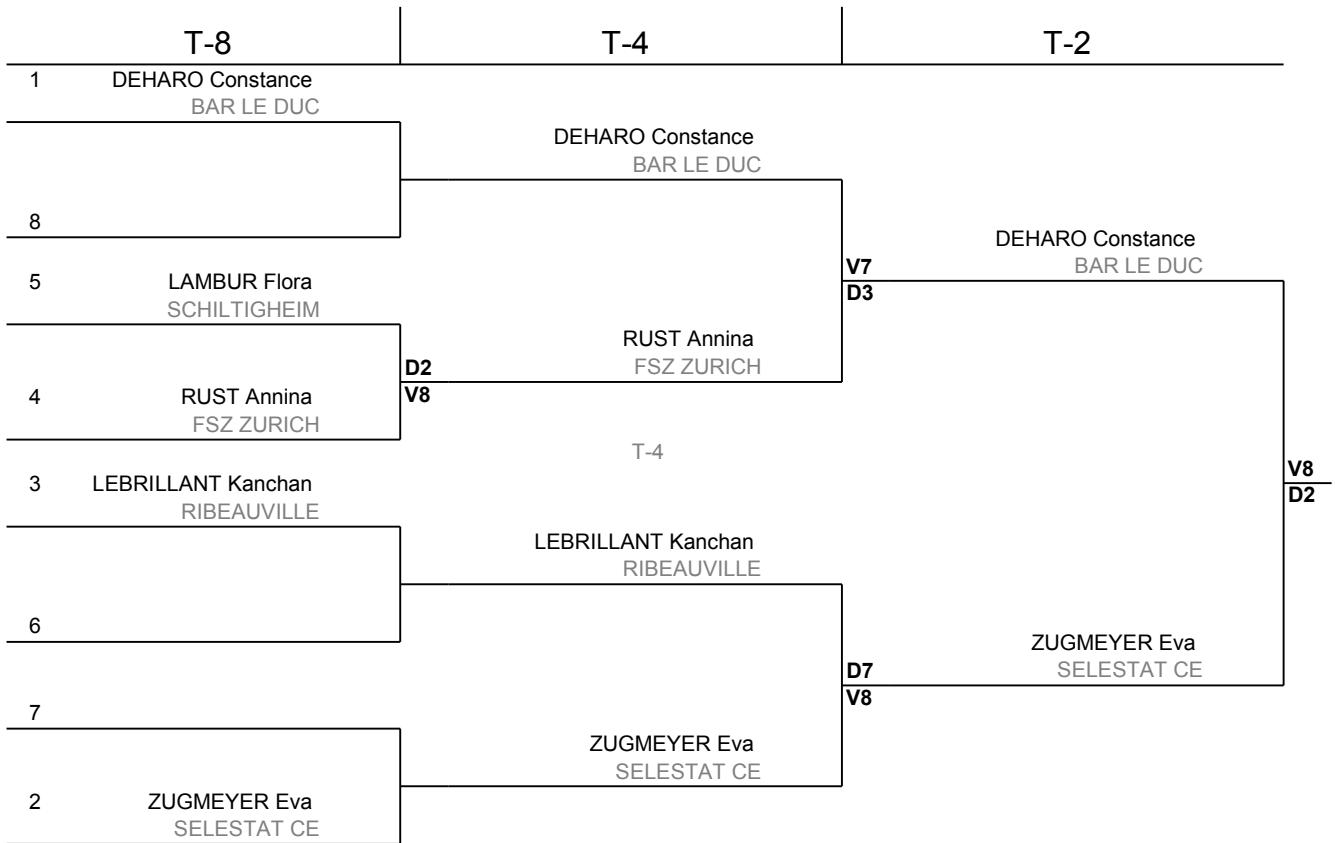 T-8 T-4 T-2
1 DEHARO Constance
BAR LE DUC
DEHARO Constance
BAR LE DUC
8
DEHARO Constance
BAR LE DUC
5 LAMBUR Flora
SCHILTIGHEIM
V7
D3
RUST Annina
FSZ ZURICH
D2
V8
4 RUST Annina
FSZ ZURICH
T-4
3 LEBRILLANT Kanchan
RIBEAUVILLE
V8
D2
LEBRILLANT Kanchan
RIBEAUVILLE
6
ZUGMEYER Eva
SELESTAT CE
D7
V8
7
ZUGMEYER Eva
SELESTAT CE
2 ZUGMEYER Eva
SELESTAT CE